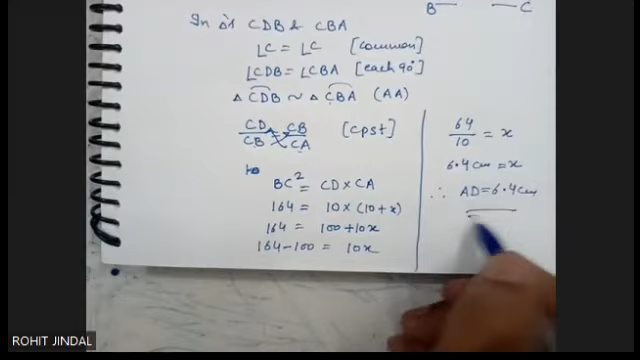 B C
In Δ's CDB & CBA
∠C = ∠C [common]
∠CDB = ∠CBA [each 90°]
Δ CDB ~ Δ CBA (AA)
CD/CB = CB/CA [cpst]
BC² = CD × CA
164 = 10 × (10 + x)
164 = 100 + 10x
164 - 100 = 10x
64/10 = x
6.4 cm = x
∴ AD = 6.4 cm
ROHIT JINDAL